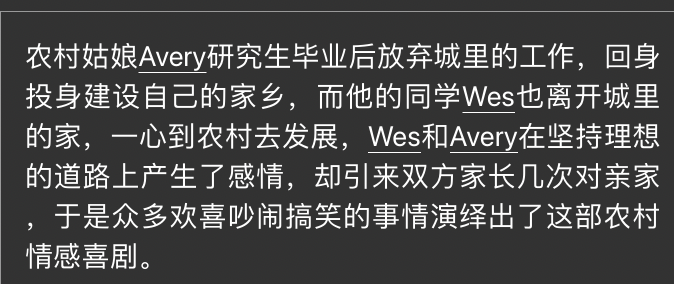 农村姑娘Avery研究生毕业后放弃城里的工作，回身
投身建设自己的家乡，而他的同学Wes也离开城里
的家，一心到农村去发展，Wes和Avery在坚持理想
的道路上产生了感情，却引来双方家长几次对亲家
，于是众多欢喜吵闹搞笑的事情演绎出了这部农村
情感喜剧。